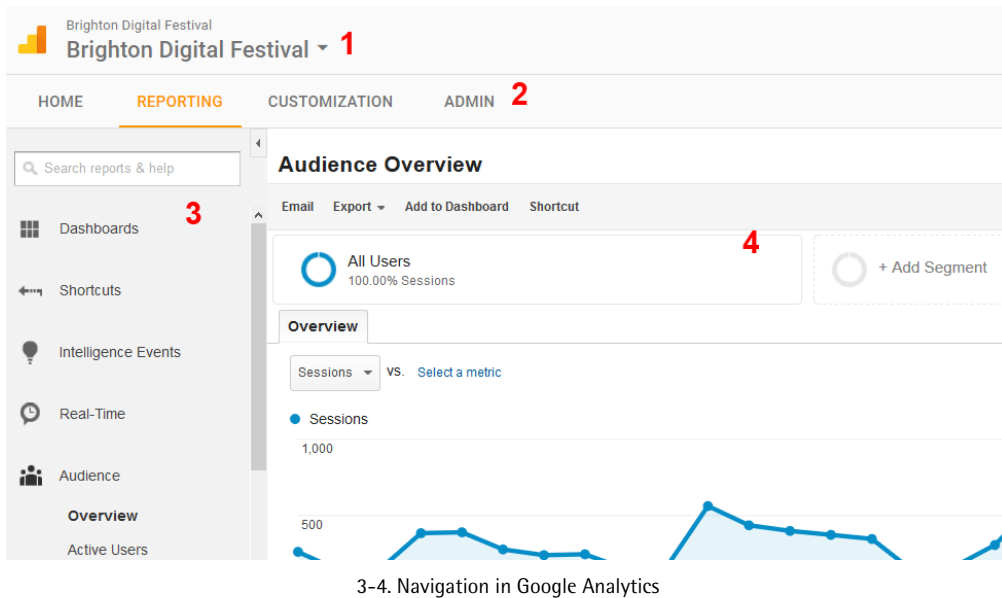 Brighton Digital Festival
Brighton Digital Festival 1
HOME REPORTING CUSTOMIZATION ADMIN 2
Search reports & help
3
Dashboards
Shortcuts
Intelligence Events
Real-Time
Audience
Overview
Active Users
Audience Overview
Email Export Add to Dashboard Shortcut
4
All Users
100.00% Sessions
+ Add Segment
Overview
Sessions VS. Select a metric
Sessions
1,000
500
3-4. Navigation in Google Analytics